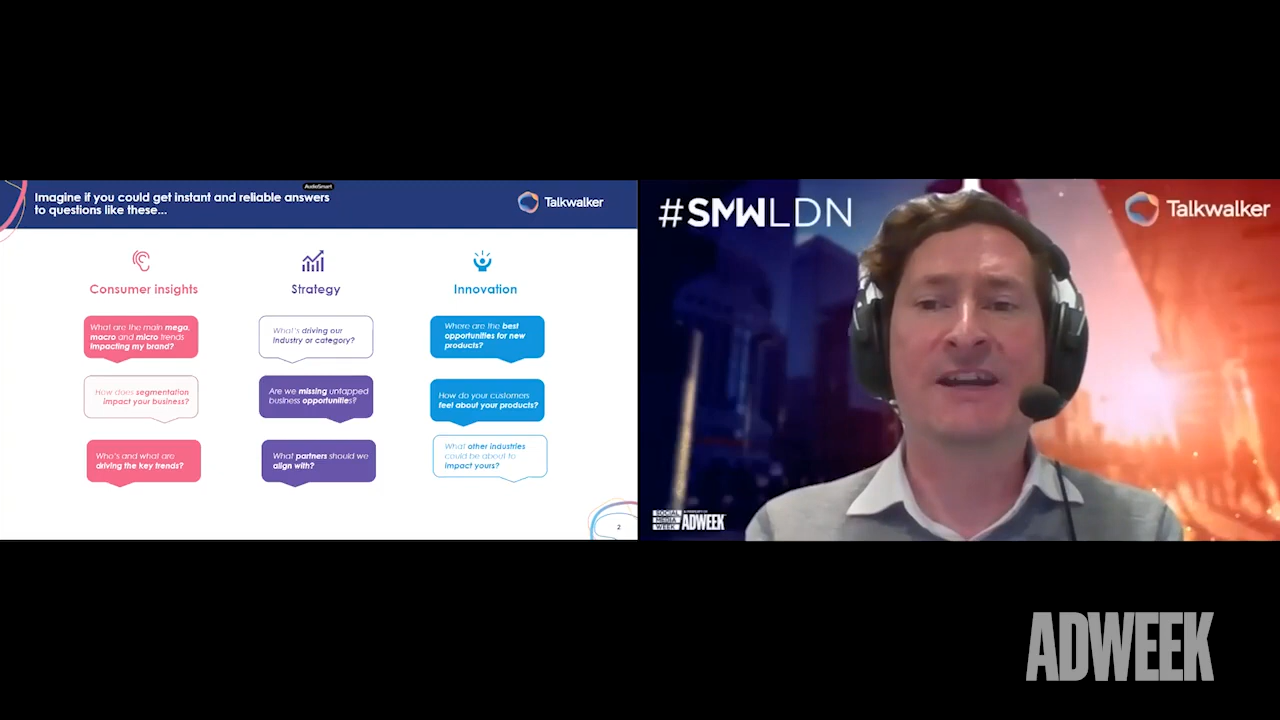 AudioSmart
Imagine if you could get instant and reliable answers
to questions like these...
Talkwalker
Consumer insights
What are the main mega,
macro and micro trends
impacting my brand?
How does segmentation
impact your business?
Who's and what are
driving the key trends?
Strategy
What's driving our
industry or category?
Are we missing untapped
business opportunities?
What partners should we
align with?
Innovation
Where are the best
opportunities for new
products?
How do your customers
feel about your products?
What other industries
could be about to
impact yours?
2
#SMWLDN
Talkwalker
SOCIAL
MEDIA
WEEK
ADWEEK
ADWEEK